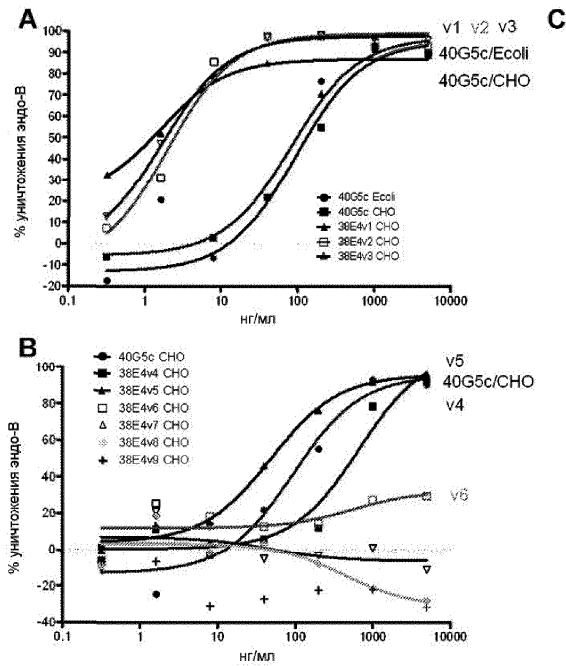 A
C
v1 v2 v3
40G5c/Ecoli
40G5c/CHO
% уничтожения эндо-В
100
90
80
70
60
50
40
30
20
10
0
-10
-20
40G5c Ecoli
40G5c CHO
38E4v1 CHO
38E4v2 CHO
38E4v3 CHO
0.1 1 10 100 1000 10000
нг/мл
B
40G5c CHO
38E4v4 CHO
38E4v5 CHO
38E4v6 CHO
38E4v7 CHO
38E4v8 CHO
38E4v9 CHO
v5
40G5c/CHO
v4
v6
% уничтожения эндо-В
100
80
60
40
20
0
-20
-40
0.1 1 10 100 1000 10000
нг/мл